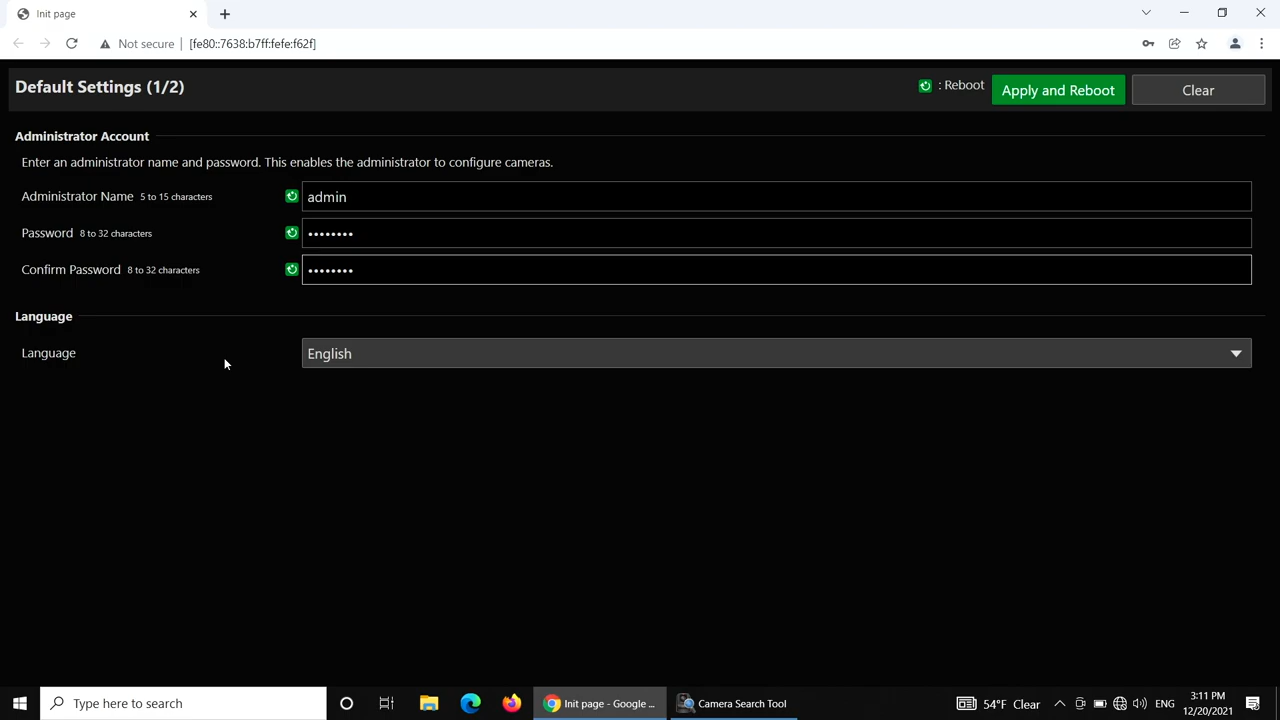 Init page
Not secure
[fe80::7638:b7ff:fefe:f62f]
Default Settings (1/2)
: Reboot
Apply and Reboot
Clear
Administrator Account
Enter an administrator name and password. This enables the administrator to configure cameras.
Administrator Name 5 to 15 characters
admin
Password 8 to 32 characters
••••••••
Confirm Password 8 to 32 characters
••••••••
Language
Language
English
Type here to search
Init page - Google ...
Camera Search Tool
54°F Clear
ENG
3:11 PM
12/20/2021